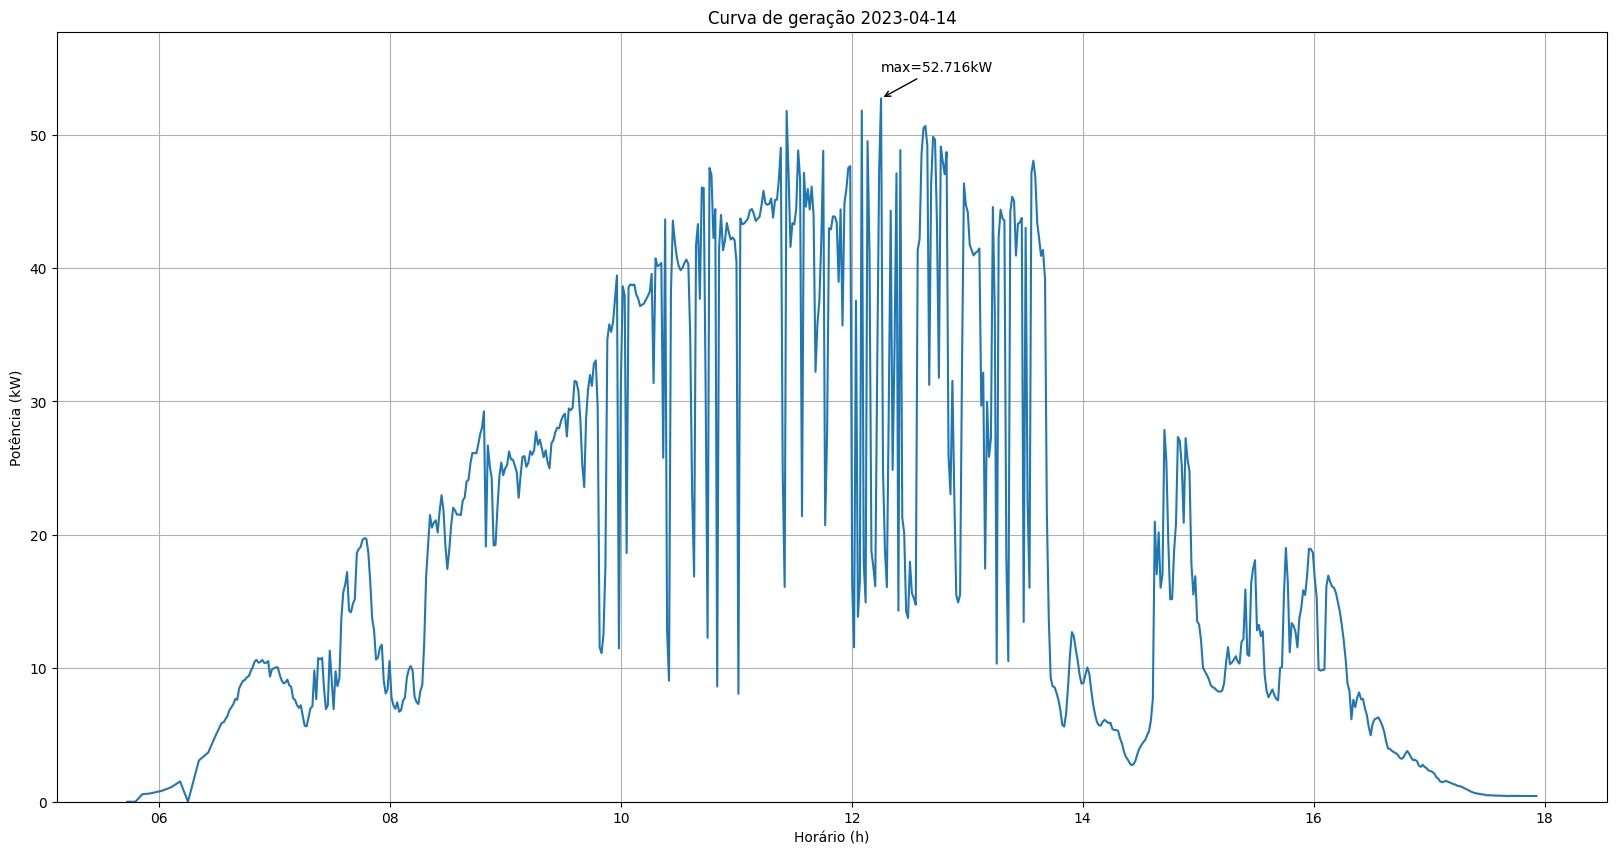 Curva de geração 2023-04-14
max=52.716kW
Potência (kW)
50
40
30
20
10
0
06 08 10 12 14 16 18
Horário (h)